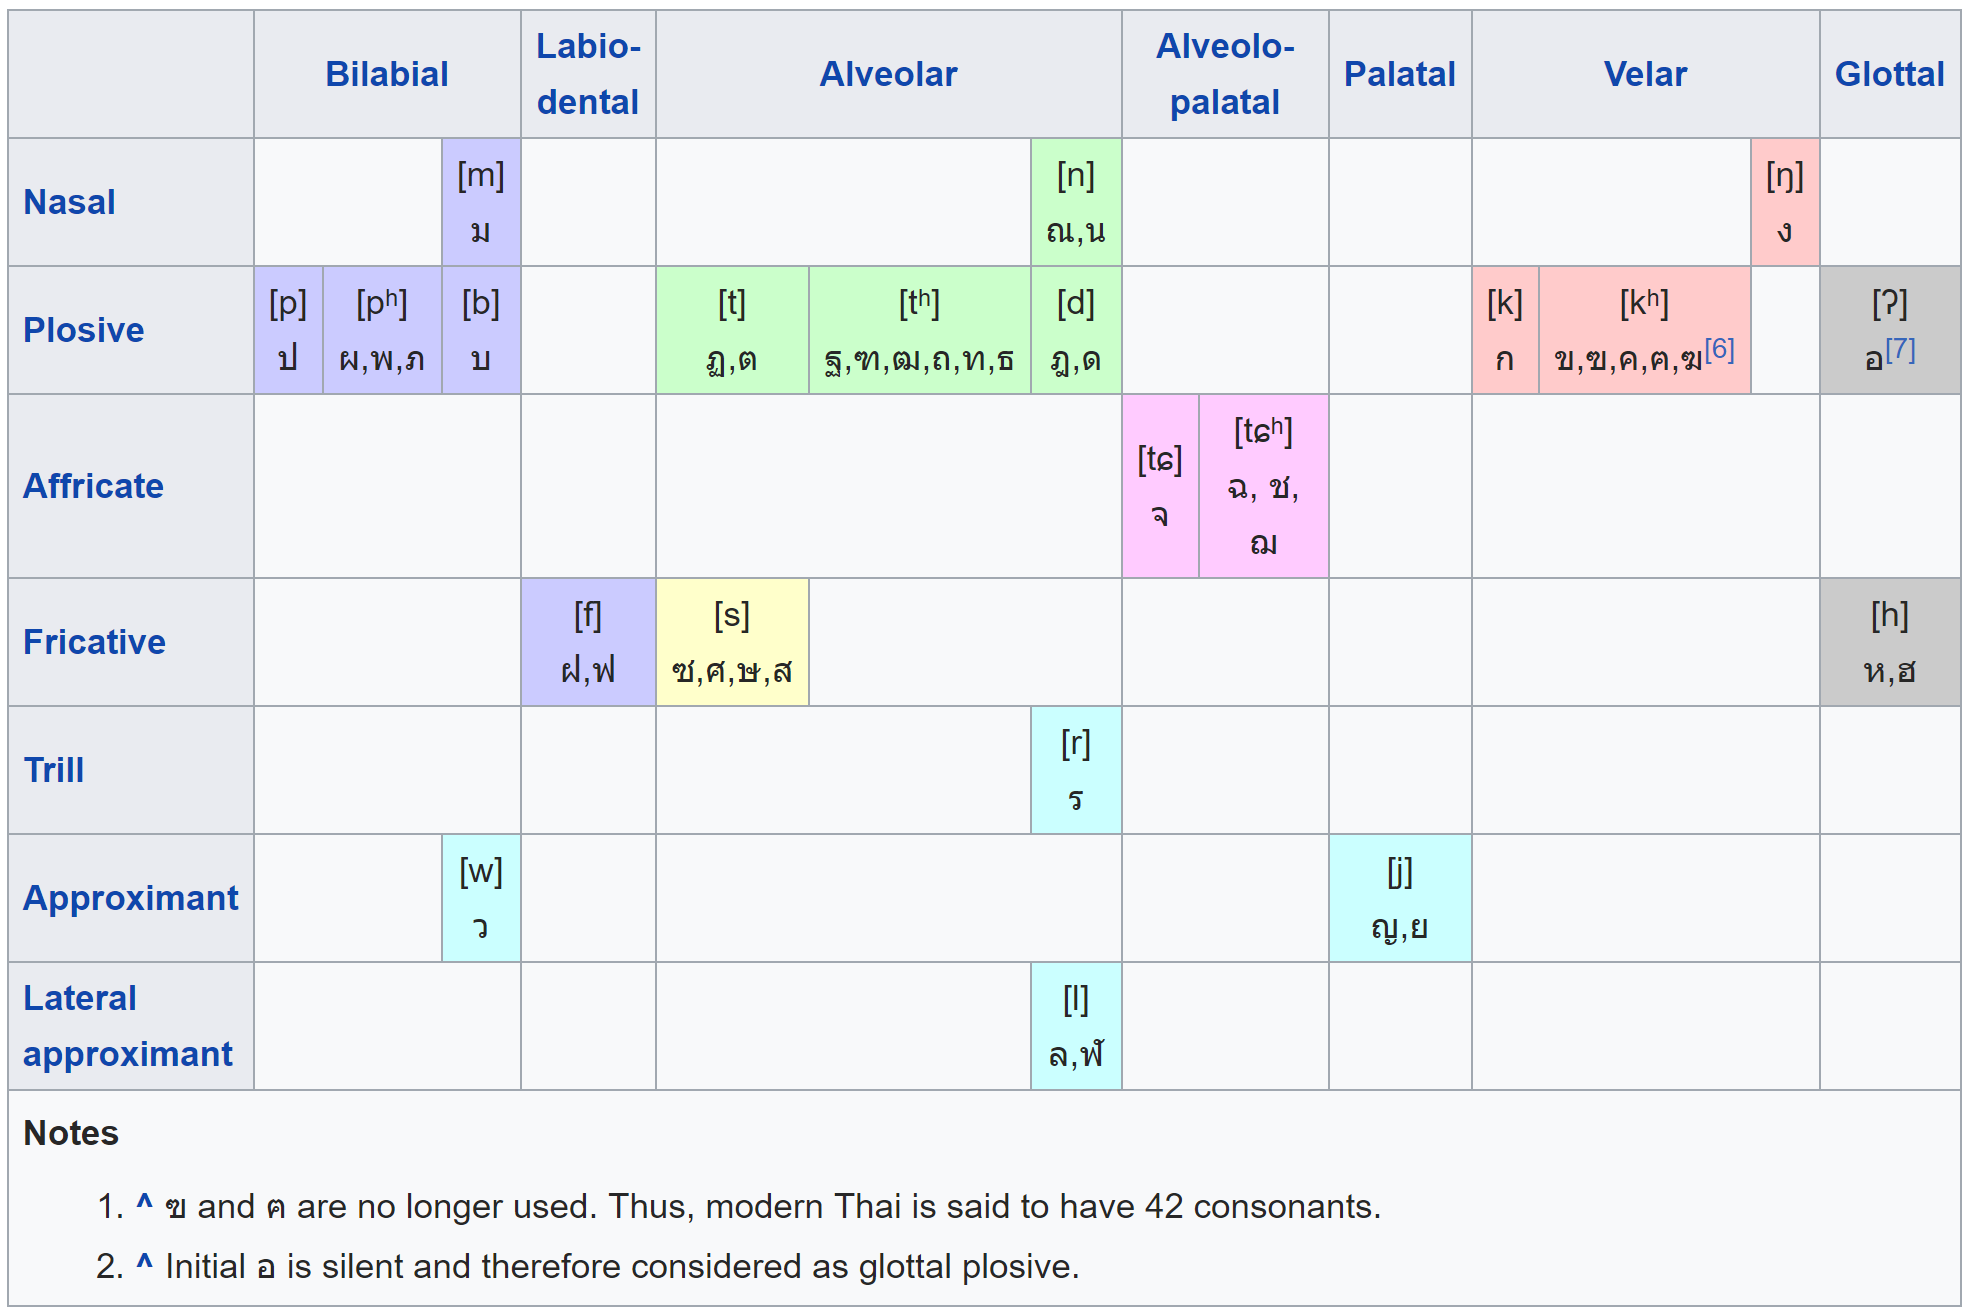 Bilabial Labio-dental Alveolar Alveolo-palatal Palatal Velar Glottal
Nasal [m] ม [n] ณ,น [ŋ] ง
Plosive [p] ป [pʰ] ผ,พ,ภ [b] บ [t] ฏ,ต [tʰ] ฐ,ฑ,ฒ,ถ,ท,ธ [d] ฎ,ด [k] ก [kʰ] ข,ฃ,ค,ฅ,ฆ[6] [ʔ] อ[7]
Affricate [tɕ] จ [tɕʰ] ฉ, ช, ฌ
Fricative [f] ฝ,ฟ [s] ซ,ศ,ษ,ส [h] ห,ฮ
Trill [r] ร
Approximant [w] ว [j] ญ,ย
Lateral approximant [l] ล,ฬ
Notes
1. ^ ฃ and ฅ are no longer used. Thus, modern Thai is said to have 42 consonants.
2. ^ Initial อ is silent and therefore considered as glottal plosive.